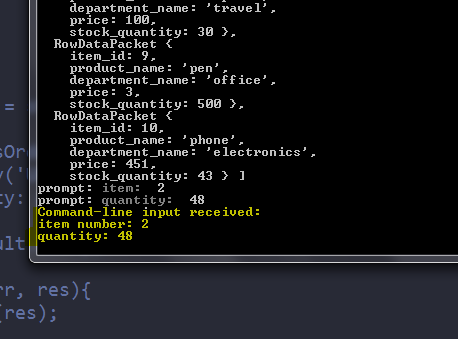 department_name: 'travel',
price: 100,
stock_quantity: 30 },
RowDataPacket {
item_id: 9,
product_name: 'pen',
department_name: 'office',
price: 3,
stock_quantity: 500 },
RowDataPacket {
item_id: 10,
product_name: 'phone',
department_name: 'electronics',
price: 451,
stock_quantity: 43 } ]
prompt: item:  2
prompt: quantity:  48
Command-line input received:
item number: 2
quantity: 48
=
sOr
y('
ty:
ult
rr, res){
(res);